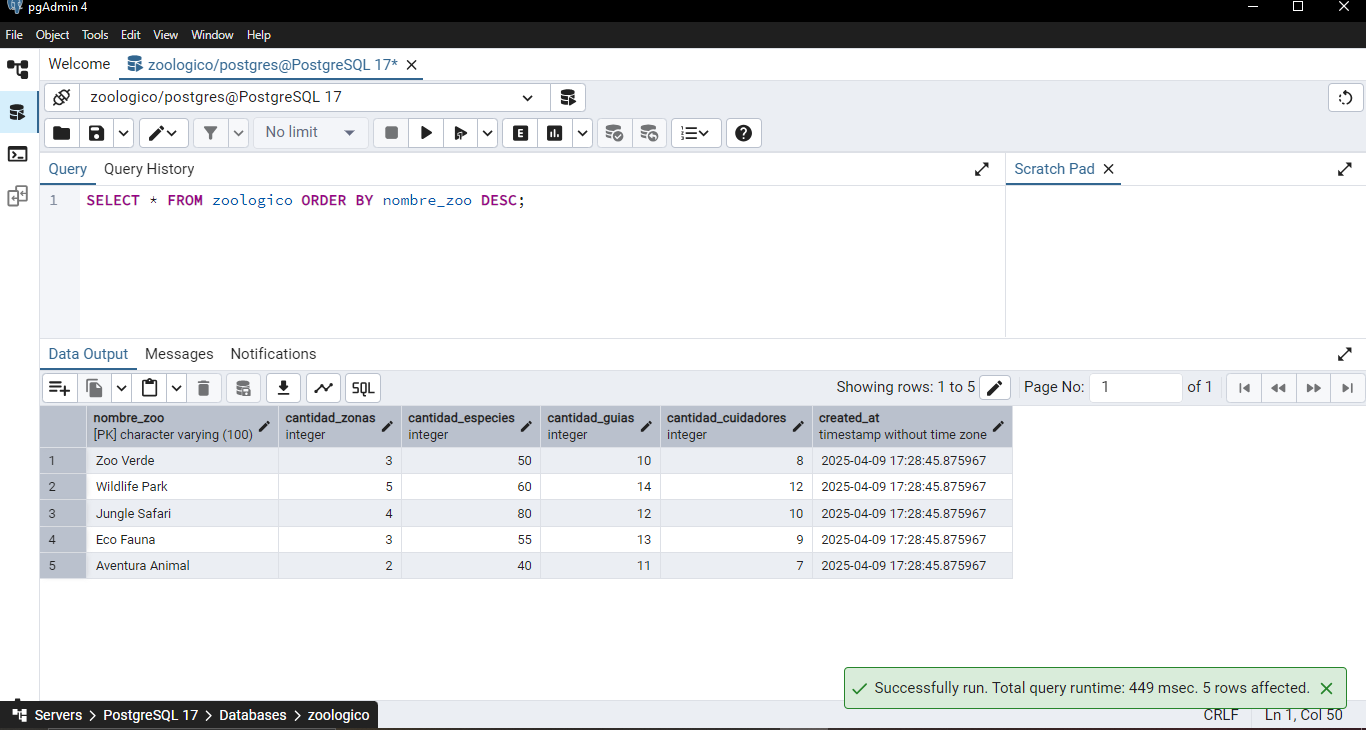 pgAdmin 4
File Object Tools Edit View Window Help
Welcome zoologico/postgres@PostgreSQL 17*
zoologico/postgres@PostgreSQL 17
No limit
E
Query Query History
Scratch Pad
1 SELECT * FROM zoologico ORDER BY nombre_zoo DESC;
Data Output Messages Notifications
SQL
Showing rows: 1 to 5 Page No: 1 of 1
nombre_zoo cantidad_zonas cantidad_especies cantidad_guias cantidad_cuidadores created_at
[PK] character varying (100) integer integer integer integer timestamp without time zone
1 Zoo Verde 3 50 10 8 2025-04-09 17:28:45.875967
2 Wildlife Park 5 60 14 12 2025-04-09 17:28:45.875967
3 Jungle Safari 4 80 12 10 2025-04-09 17:28:45.875967
4 Eco Fauna 3 55 13 9 2025-04-09 17:28:45.875967
5 Aventura Animal 2 40 11 7 2025-04-09 17:28:45.875967
Successfully run. Total query runtime: 449 msec. 5 rows affected.
Servers > PostgreSQL 17 > Databases > zoologico
CRLF Ln 1, Col 50